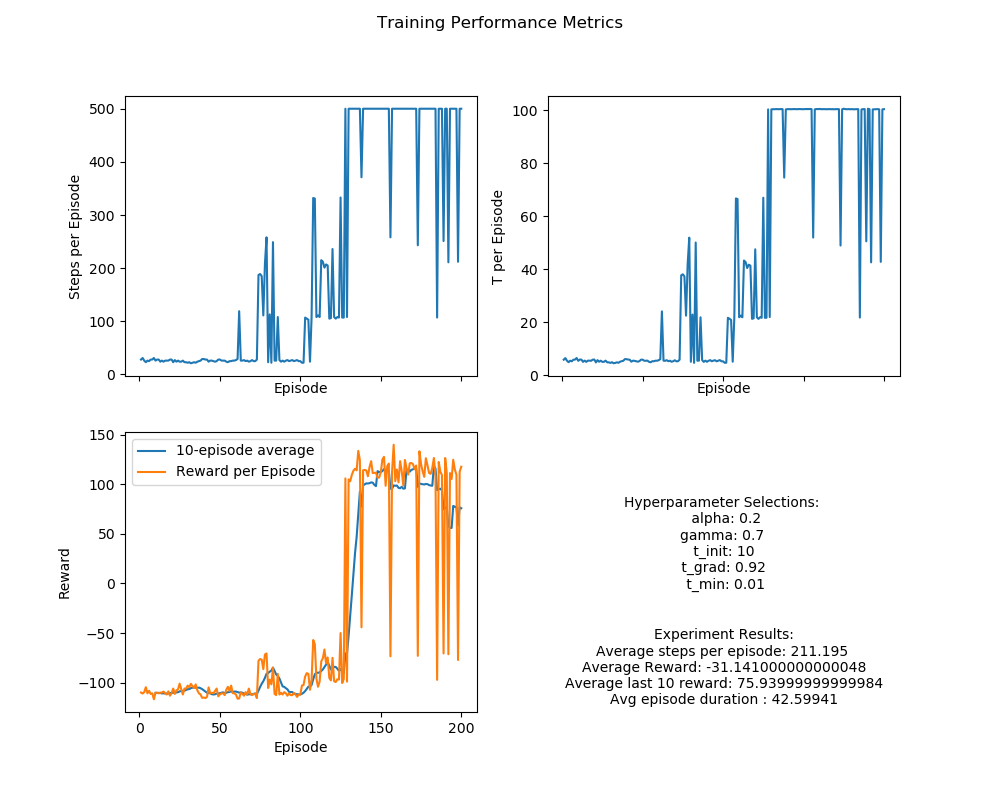 Training Performance Metrics
500
400
300
200
100
0
Steps per Episode
Episode
100
80
60
40
20
0
T per Episode
Episode
150
100
50
0
−50
−100
Reward
10-episode average
Reward per Episode
0
50
100
150
200
Episode
Hyperparameter Selections:
alpha: 0.2
gamma: 0.7
t_init: 10
t_grad: 0.92
t_min: 0.01
Experiment Results:
Average steps per episode: 211.195
Average Reward: -31.141000000000048
Average last 10 reward: 75.93999999999984
Avg episode duration : 42.59941